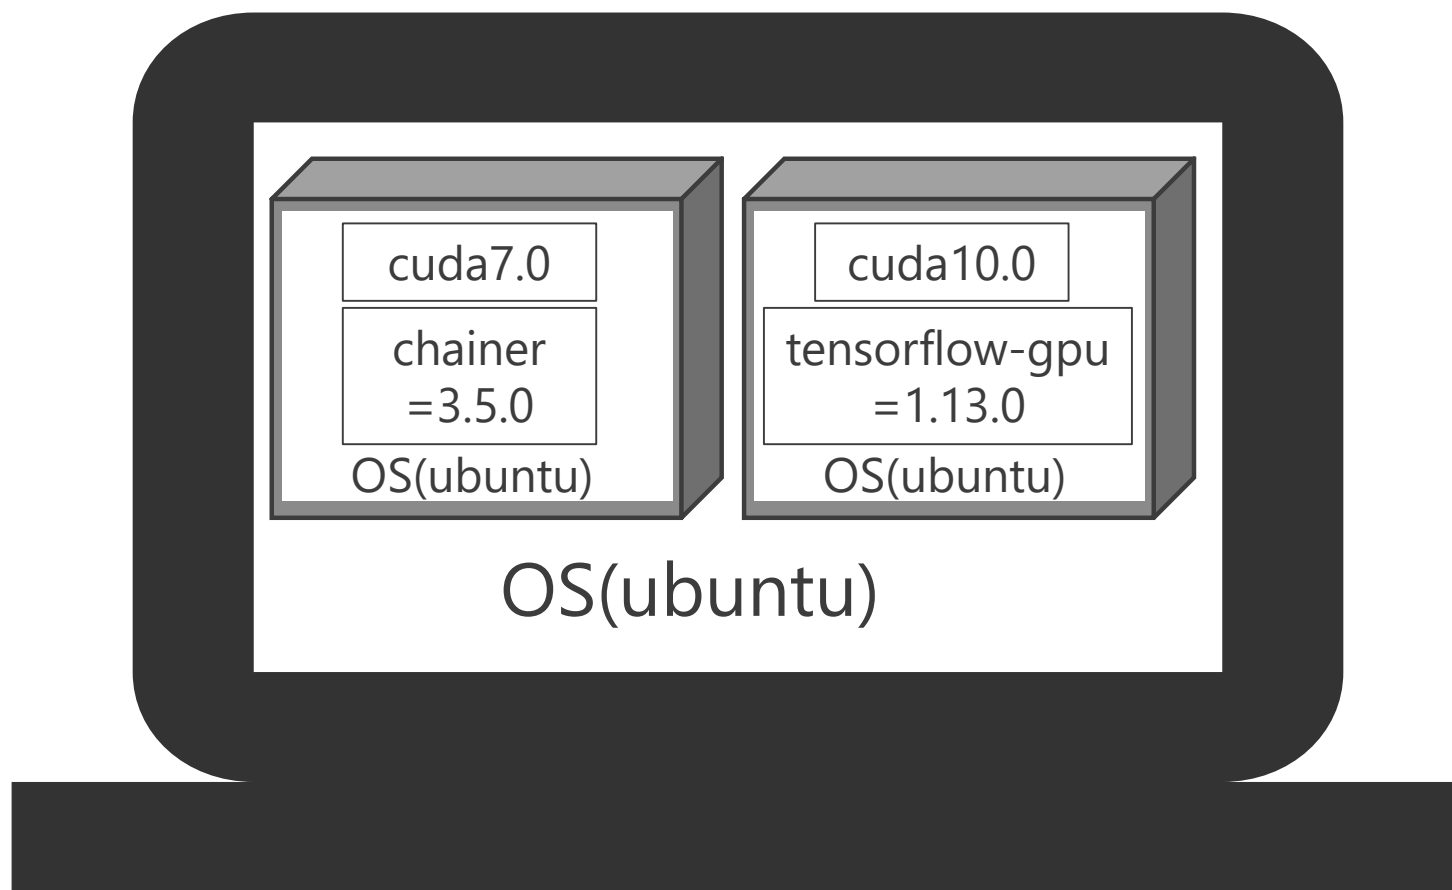 cuda7.0
chainer
=3.5.0
OS(ubuntu)
cuda10.0
tensorflow-gpu
=1.13.0
OS(ubuntu)
OS(ubuntu)